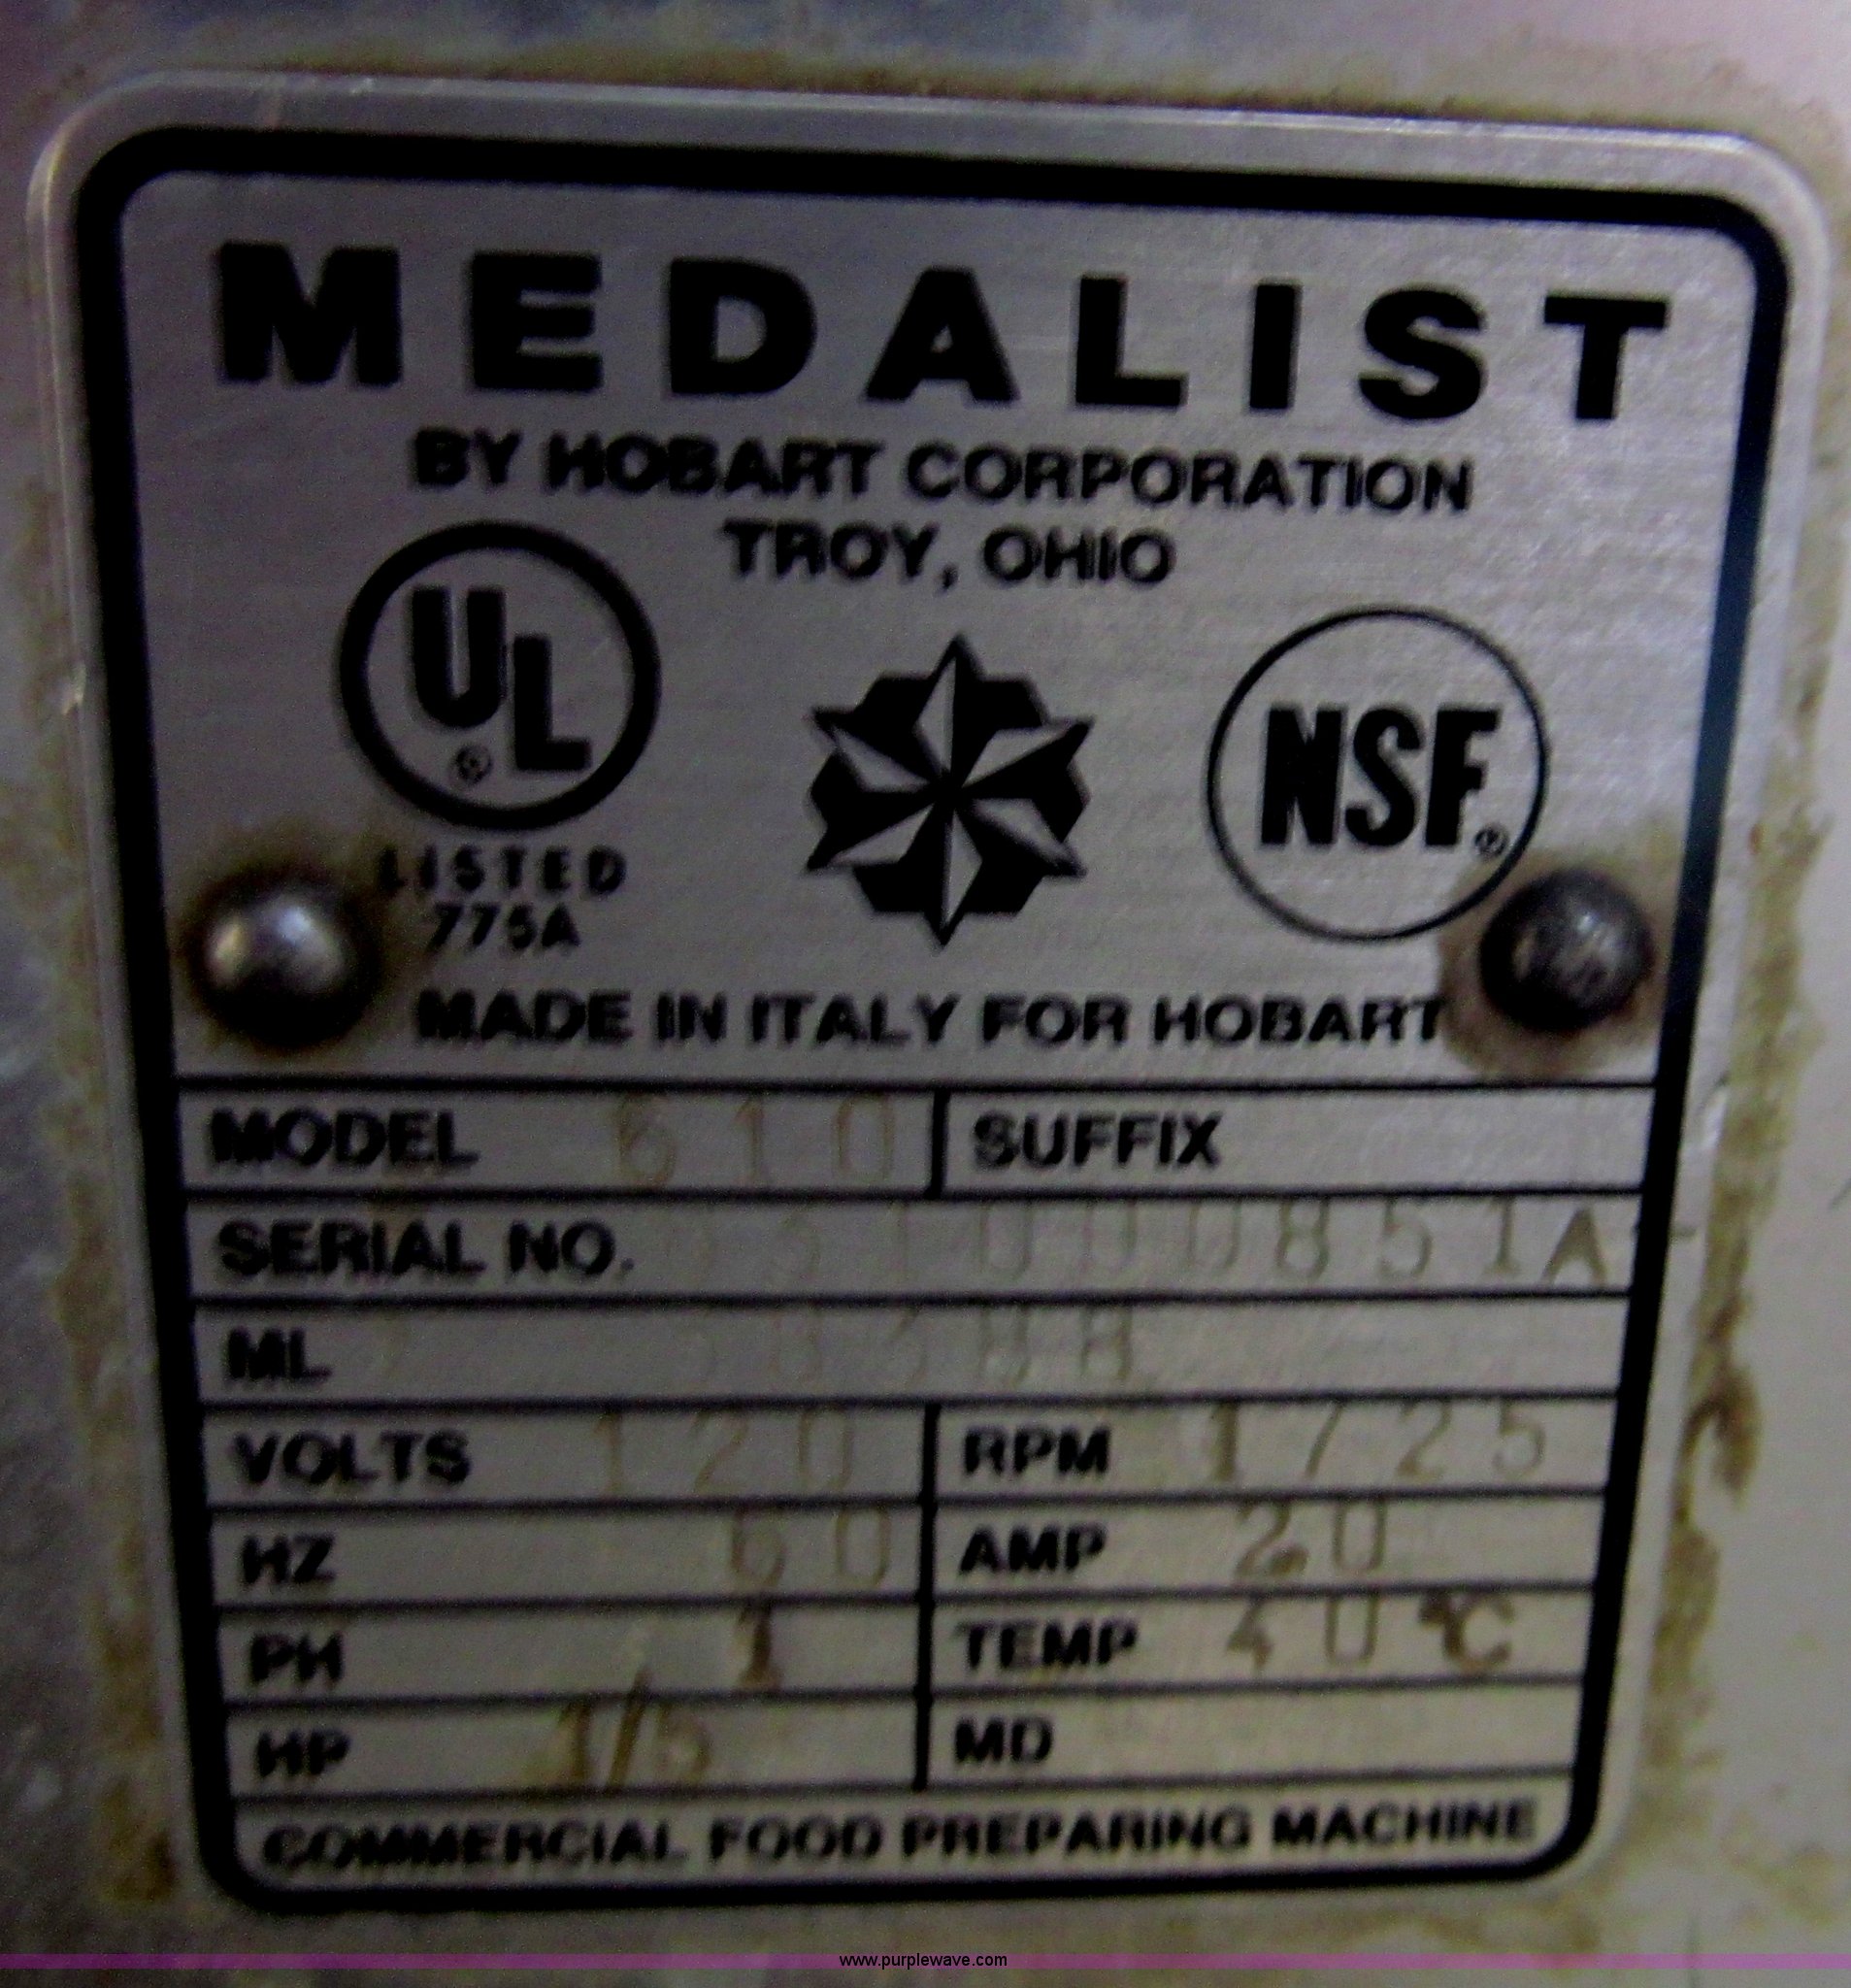 MEDALIST
BY HOBART CORPORATION
TROY, OHIO
UL ®
NSF ®
LISTED
775A
MADE IN ITALY FOR HOBART
MODEL 610 SUFFIX
SERIAL NO.
ML
VOLTS 120 RPM 1725
HZ 60 AMP 2.0
PH 1 TEMP 40 °C
HP 1/5 MD
COMMERCIAL FOOD PREPARING MACHINE
www.purplewave.com